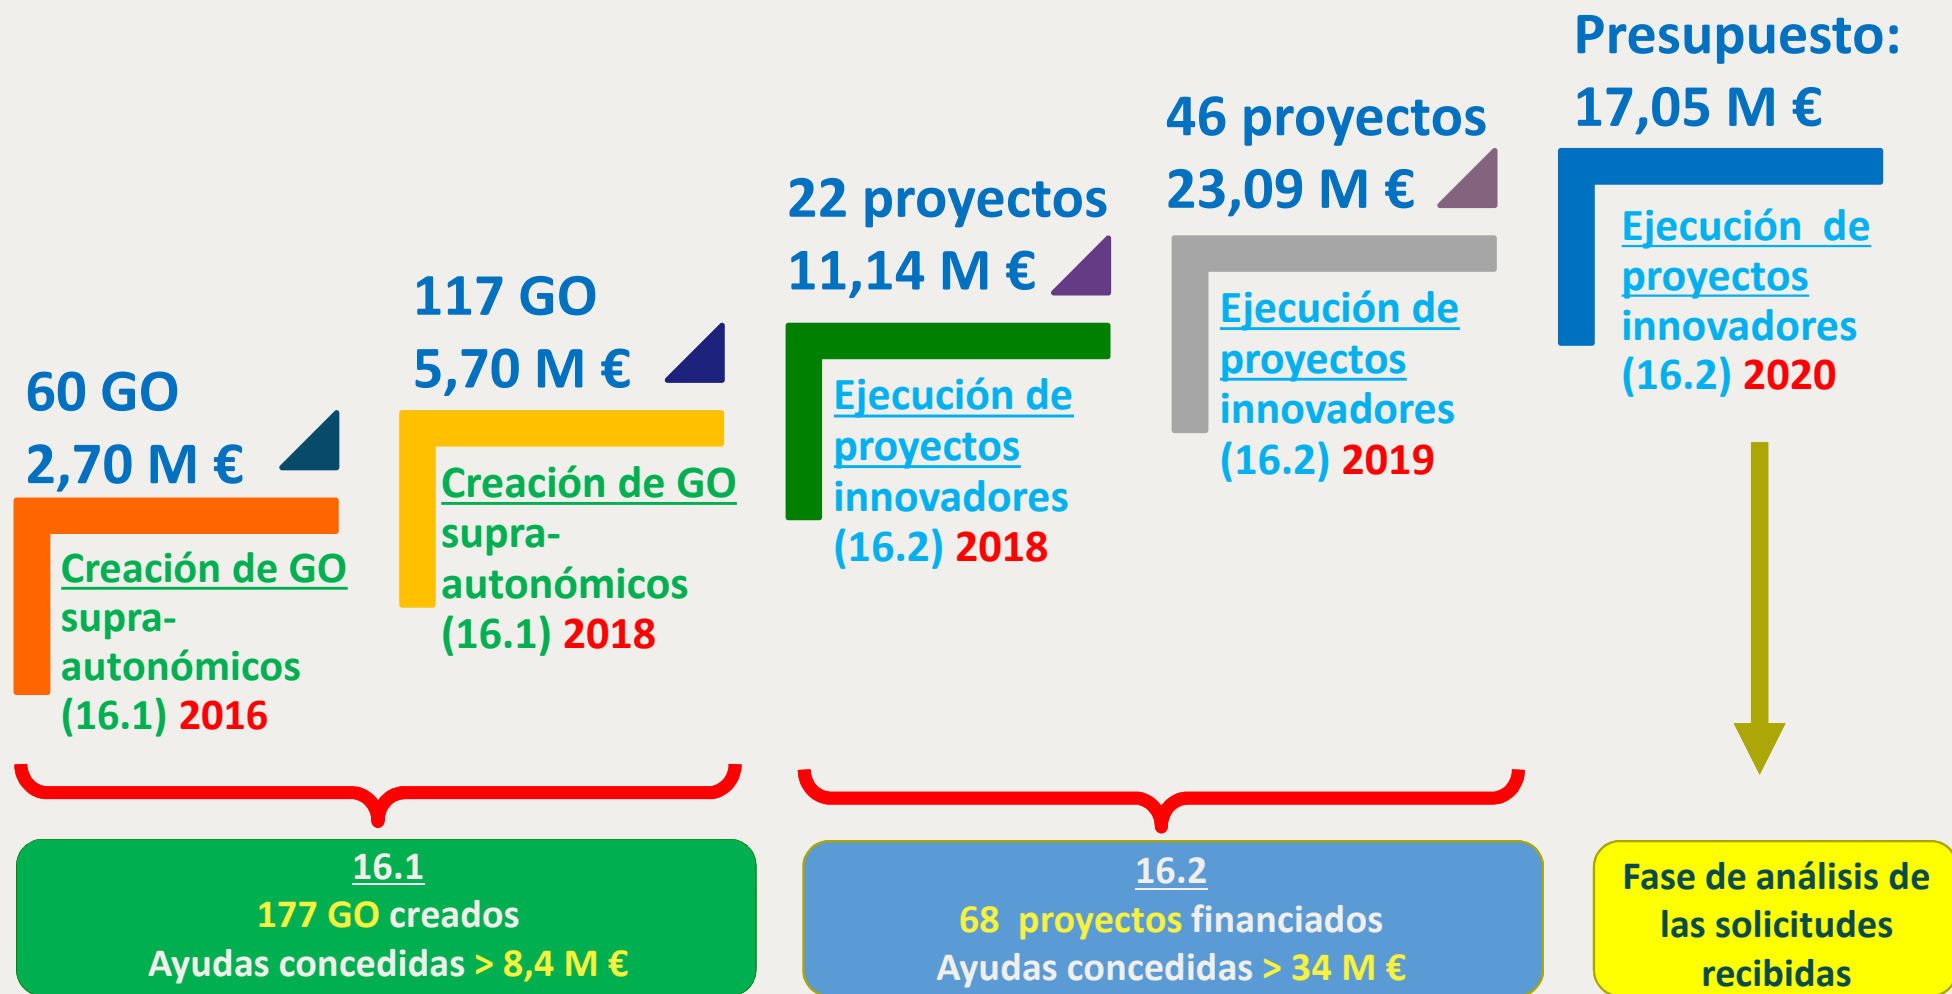 60 GO
2,70 M €
Creación de GO
supra-
autonómicos
(16.1) 2016
117 GO
5,70 M €
Creación de GO
supra-
autonómicos
(16.1) 2018
22 proyectos
11,14 M €
Ejecución de
proyectos
innovadores
(16.2) 2018
46 proyectos
23,09 M €
Ejecución de
proyectos
innovadores
(16.2) 2019
Presupuesto:
17,05 M €
Ejecución de
proyectos
innovadores
(16.2) 2020
16.1
177 GO creados
Ayudas concedidas > 8,4 M €
16.2
68 proyectos financiados
Ayudas concedidas > 34 M €
Fase de análisis de
las solicitudes
recibidas